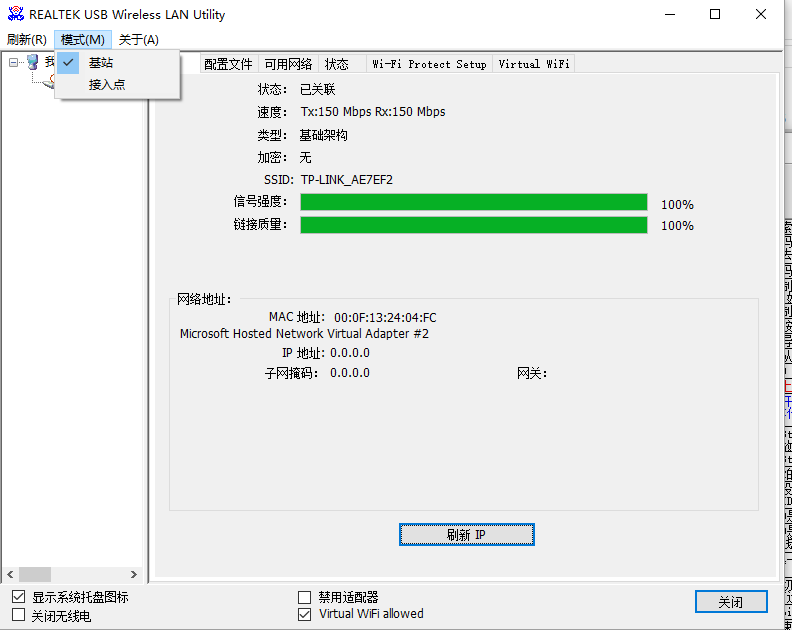 REALTEK USB Wireless LAN Utility
刷新(R) 模式(M) 关于(A)
基站
接入点
配置文件 可用网络 状态 Wi-Fi Protect Setup Virtual WiFi
状态: 已关联
速度: Tx:150 Mbps Rx:150 Mbps
类型: 基础架构
加密: 无
SSID: TP-LINK_AE7EF2
信号强度: 100%
链接质量: 100%
网络地址:
MAC 地址: 00:0F:13:24:04:FC
Microsoft Hosted Network Virtual Adapter #2
IP 地址: 0.0.0.0
子网掩码: 0.0.0.0 网关:
刷新 IP
显示系统托盘图标 禁用适配器
关闭无线电 Virtual WiFi allowed
关闭